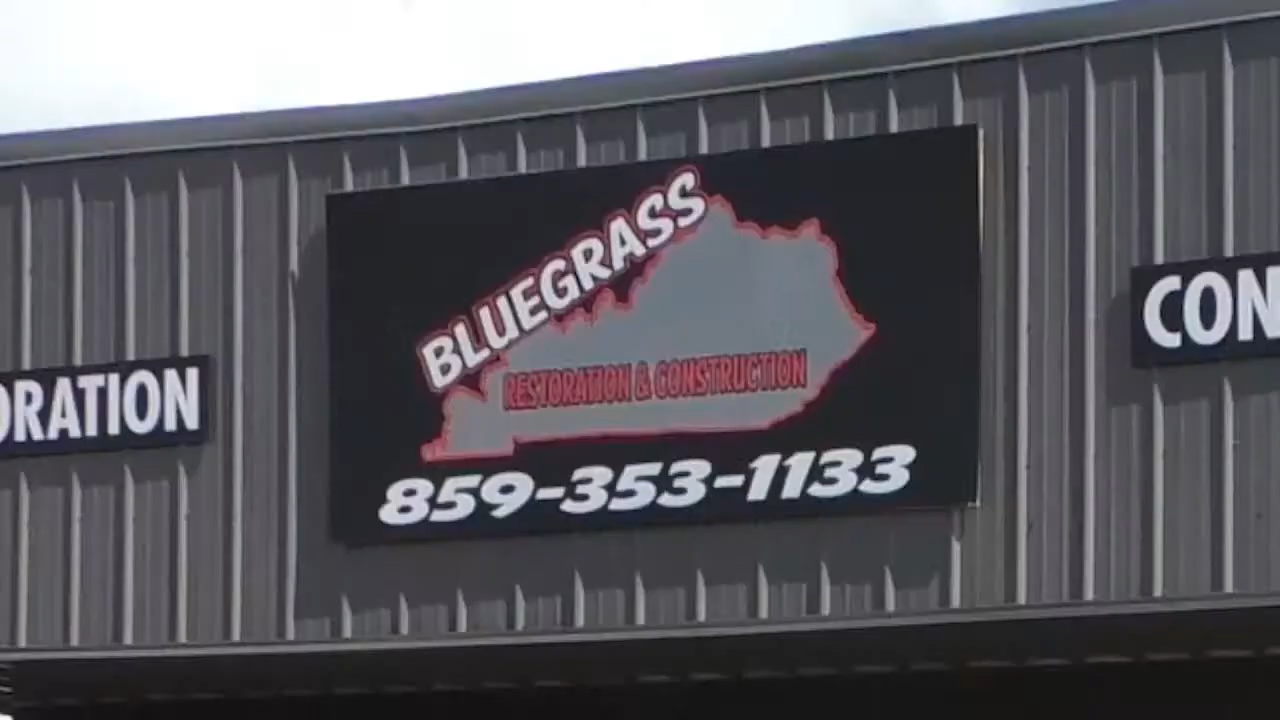 BLUEGRASS
RESTORATION & CONSTRUCTION
859-353-1133
ORATION
CON